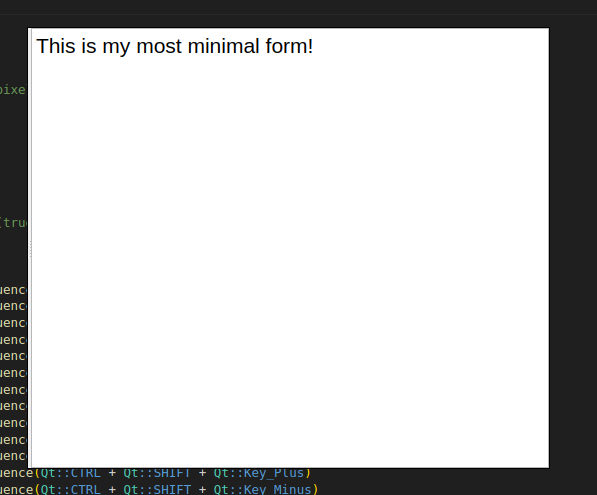 This is my most minimal form!
pixe
(tru
uenc
uenc
uenc
uenc
uenc
uenc
uenc
uenc
uenc
uenc
uenc
uence(Qt::CTRL + Qt::SHIFT + Qt::Key_Plus)
uence(Qt::CTRL + Qt::SHIFT + Qt::Key_Minus)